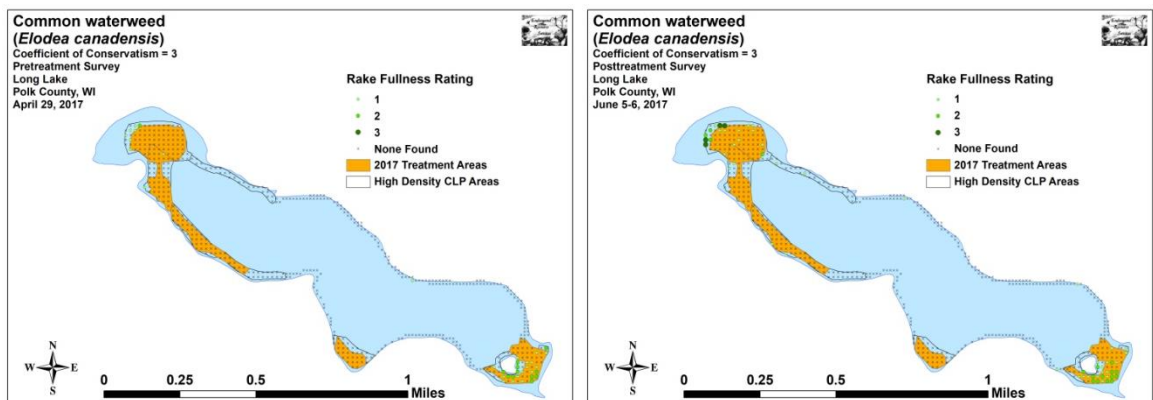 Common waterweed
(Elodea canadensis)
Coefficient of Conservatism = 3
Pretreatment Survey
Long Lake
Polk County, WI
April 29, 2017
Rake Fullness Rating
1
2
3
None Found
2017 Treatment Areas
High Density CLP Areas
N
W E
S
0 0.25 0.5 1
Miles
Common waterweed
(Elodea canadensis)
Coefficient of Conservatism = 3
Posttreatment Survey
Long Lake
Polk County, WI
June 5-6, 2017
Rake Fullness Rating
1
2
3
None Found
2017 Treatment Areas
High Density CLP Areas
N
W E
S
0 0.25 0.5 1
Miles